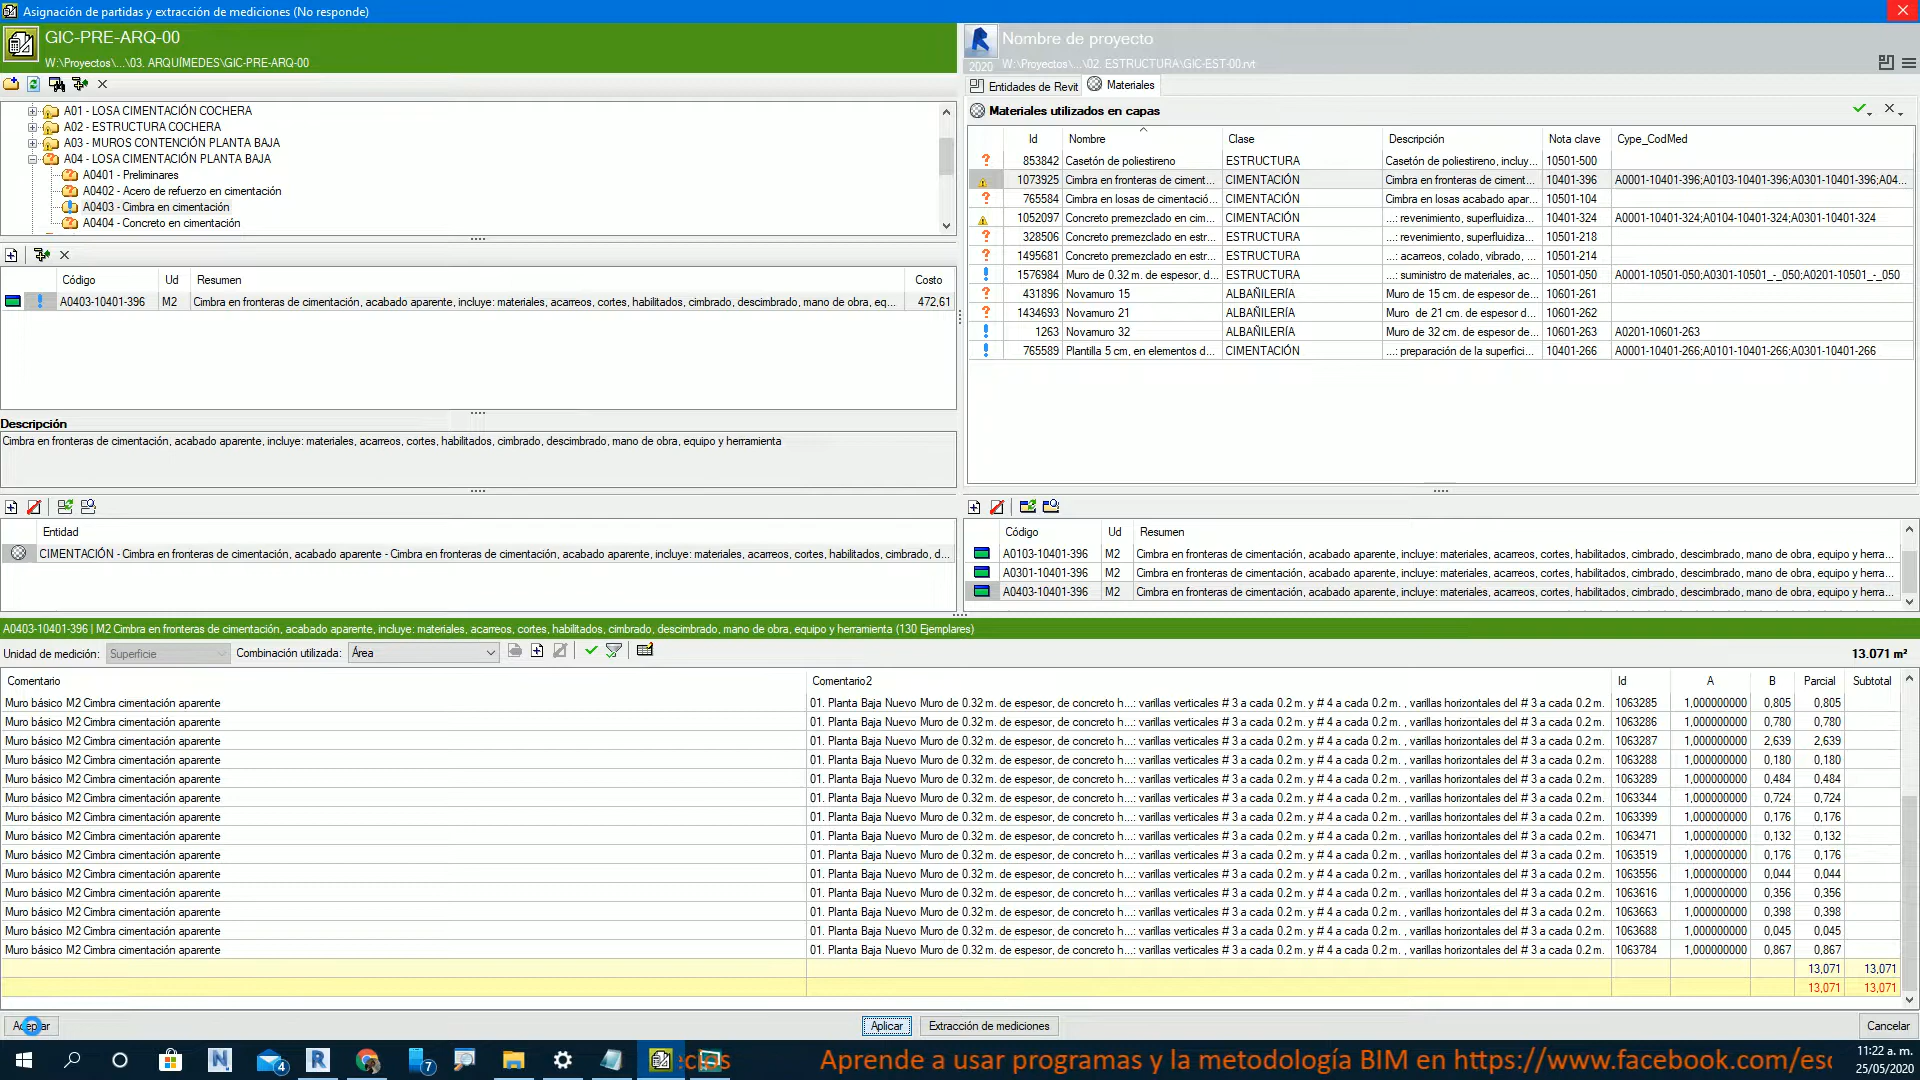 Asignación de partidas y extracción de mediciones (No responde)
GIC-PRE-ARQ-00
W:\Proyectos\...\03. ARQUÍMEDES\GIC-PRE-ARQ-00
A01 - LOSA CIMENTACIÓN COCHERA
A02 - ESTRUCTURA COCHERA
A03 - MUROS CONTENCIÓN PLANTA BAJA
A04 - LOSA CIMENTACIÓN PLANTA BAJA
A0401 - Preliminares
A0402 - Acero de refuerzo en cimentación
A0403 - Cimbra en cimentación
A0404 - Concreto en cimentación
Código Ud Resumen Costo
A0403-10401-396 M2 Cimbra en fronteras de cimentación, acabado aparente, incluye: materiales, acarreos, cortes, habilitados, cimbrado, descimbrado, mano de obra, eq... 472,61
Descripción
Cimbra en fronteras de cimentación, acabado aparente, incluye: materiales, acarreos, cortes, habilitados, cimbrado, descimbrado, mano de obra, equipo y herramienta
Entidad
CIMENTACIÓN - Cimbra en fronteras de cimentación, acabado aparente - Cimbra en fronteras de cimentación, acabado aparente, incluye: materiales, acarreos, cortes, habilitados, cimbrado, d...
2020
Nombre de proyecto
W:\Proyectos\...\02. ESTRUCTURA\GIC-EST-00.rvt
Entidades de Revit Materiales
Materiales utilizados en capas
Id Nombre Clase Descripción Nota clave Cype_CodMed
853842 Casetón de poliestireno ESTRUCTURA Casetón de poliestireno, incluy... 10501-500
1073925 Cimbra en fronteras de ciment... CIMENTACIÓN Cimbra en fronteras de ciment... 10401-396 A0001-10401-396;A0103-10401-396;A0301-10401-396;A04...
765584 Cimbra en losas de cimentació... CIMENTACIÓN Cimbra en losas acabado apar... 10501-104
1052097 Concreto premezclado en cim... CIMENTACIÓN ...: revenimiento, superfluidiza... 10401-324 A0001-10401-324;A0104-10401-324;A0301-10401-324
328506 Concreto premezclado en estr... ESTRUCTURA ...: revenimiento, superfluidiza... 10501-218
1495681 Concreto premezclado en estr... ESTRUCTURA ...: acarreos, colado, vibrado, ... 10501-214
1576984 Muro de 0.32 m. de espesor, d... ESTRUCTURA ...: suministro de materiales, ac... 10501-050 A0001-10501-050;A0301-10501_-_050;A0201-10501_-_050
431896 Novamuro 15 ALBAÑILERÍA Muro de 15 cm. de espesor de... 10601-261
1434693 Novamuro 21 ALBAÑILERÍA Muro de 21 cm. de espesor d... 10601-262
1263 Novamuro 32 ALBAÑILERÍA Muro de 32 cm. de espesor de... 10601-263 A0201-10601-263
765589 Plantilla 5 cm, en elementos d... CIMENTACIÓN ...: preparación de la superfici... 10401-266 A0001-10401-266;A0101-10401-266;A0301-10401-266
Código Ud Resumen
A0103-10401-396 M2 Cimbra en fronteras de cimentación, acabado aparente, incluye: materiales, acarreos, cortes, habilitados, cimbrado, descimbrado, mano de obra, equipo y herra...
A0301-10401-396 M2 Cimbra en fronteras de cimentación, acabado aparente, incluye: materiales, acarreos, cortes, habilitados, cimbrado, descimbrado, mano de obra, equipo y herra...
A0403-10401-396 M2 Cimbra en fronteras de cimentación, acabado aparente, incluye: materiales, acarreos, cortes, habilitados, cimbrado, descimbrado, mano de obra, equipo y herra...
A0403-10401-396 | M2 Cimbra en fronteras de cimentación, acabado aparente, incluye: materiales, acarreos, cortes, habilitados, cimbrado, descimbrado, mano de obra, equipo y herramienta (130 Ejemplares)
Unidad de medición: Superficie Combinación utilizada: Área 13.071 m²
Comentario Comentario2 Id A B Parcial Subtotal
Muro básico M2 Cimbra cimentación aparente 01. Planta Baja Nuevo Muro de 0.32 m. de espesor, de concreto h...: varillas verticales # 3 a cada 0.2 m. y # 4 a cada 0.2 m. , varillas horizontales del # 3 a cada 0.2 m. 1063285 1,000000000 0,805 0,805
Muro básico M2 Cimbra cimentación aparente 01. Planta Baja Nuevo Muro de 0.32 m. de espesor, de concreto h...: varillas verticales # 3 a cada 0.2 m. y # 4 a cada 0.2 m. , varillas horizontales del # 3 a cada 0.2 m. 1063286 1,000000000 0,780 0,780
Muro básico M2 Cimbra cimentación aparente 01. Planta Baja Nuevo Muro de 0.32 m. de espesor, de concreto h...: varillas verticales # 3 a cada 0.2 m. y # 4 a cada 0.2 m. , varillas horizontales del # 3 a cada 0.2 m. 1063287 1,000000000 2,639 2,639
Muro básico M2 Cimbra cimentación aparente 01. Planta Baja Nuevo Muro de 0.32 m. de espesor, de concreto h...: varillas verticales # 3 a cada 0.2 m. y # 4 a cada 0.2 m. , varillas horizontales del # 3 a cada 0.2 m. 1063288 1,000000000 0,180 0,180
Muro básico M2 Cimbra cimentación aparente 01. Planta Baja Nuevo Muro de 0.32 m. de espesor, de concreto h...: varillas verticales # 3 a cada 0.2 m. y # 4 a cada 0.2 m. , varillas horizontales del # 3 a cada 0.2 m. 1063289 1,000000000 0,484 0,484
Muro básico M2 Cimbra cimentación aparente 01. Planta Baja Nuevo Muro de 0.32 m. de espesor, de concreto h...: varillas verticales # 3 a cada 0.2 m. y # 4 a cada 0.2 m. , varillas horizontales del # 3 a cada 0.2 m. 1063344 1,000000000 0,724 0,724
Muro básico M2 Cimbra cimentación aparente 01. Planta Baja Nuevo Muro de 0.32 m. de espesor, de concreto h...: varillas verticales # 3 a cada 0.2 m. y # 4 a cada 0.2 m. , varillas horizontales del # 3 a cada 0.2 m. 1063399 1,000000000 0,176 0,176
Muro básico M2 Cimbra cimentación aparente 01. Planta Baja Nuevo Muro de 0.32 m. de espesor, de concreto h...: varillas verticales # 3 a cada 0.2 m. y # 4 a cada 0.2 m. , varillas horizontales del # 3 a cada 0.2 m. 1063471 1,000000000 0,132 0,132
Muro básico M2 Cimbra cimentación aparente 01. Planta Baja Nuevo Muro de 0.32 m. de espesor, de concreto h...: varillas verticales # 3 a cada 0.2 m. y # 4 a cada 0.2 m. , varillas horizontales del # 3 a cada 0.2 m. 1063519 1,000000000 0,176 0,176
Muro básico M2 Cimbra cimentación aparente 01. Planta Baja Nuevo Muro de 0.32 m. de espesor, de concreto h...: varillas verticales # 3 a cada 0.2 m. y # 4 a cada 0.2 m. , varillas horizontales del # 3 a cada 0.2 m. 1063556 1,000000000 0,044 0,044
Muro básico M2 Cimbra cimentación aparente 01. Planta Baja Nuevo Muro de 0.32 m. de espesor, de concreto h...: varillas verticales # 3 a cada 0.2 m. y # 4 a cada 0.2 m. , varillas horizontales del # 3 a cada 0.2 m. 1063616 1,000000000 0,356 0,356
Muro básico M2 Cimbra cimentación aparente 01. Planta Baja Nuevo Muro de 0.32 m. de espesor, de concreto h...: varillas verticales # 3 a cada 0.2 m. y # 4 a cada 0.2 m. , varillas horizontales del # 3 a cada 0.2 m. 1063663 1,000000000 0,398 0,398
Muro básico M2 Cimbra cimentación aparente 01. Planta Baja Nuevo Muro de 0.32 m. de espesor, de concreto h...: varillas verticales # 3 a cada 0.2 m. y # 4 a cada 0.2 m. , varillas horizontales del # 3 a cada 0.2 m. 1063688 1,000000000 0,045 0,045
Muro básico M2 Cimbra cimentación aparente 01. Planta Baja Nuevo Muro de 0.32 m. de espesor, de concreto h...: varillas verticales # 3 a cada 0.2 m. y # 4 a cada 0.2 m. , varillas horizontales del # 3 a cada 0.2 m. 1063784 1,000000000 0,867 0,867
13,071 13,071
13,071 13,071
Aceptar Aplicar Extracción de mediciones Cancelar
4 7 Aprende a usar programas y la metodología BIM en https://www.facebook.com/esc
11:22 a. m.
25/05/2020